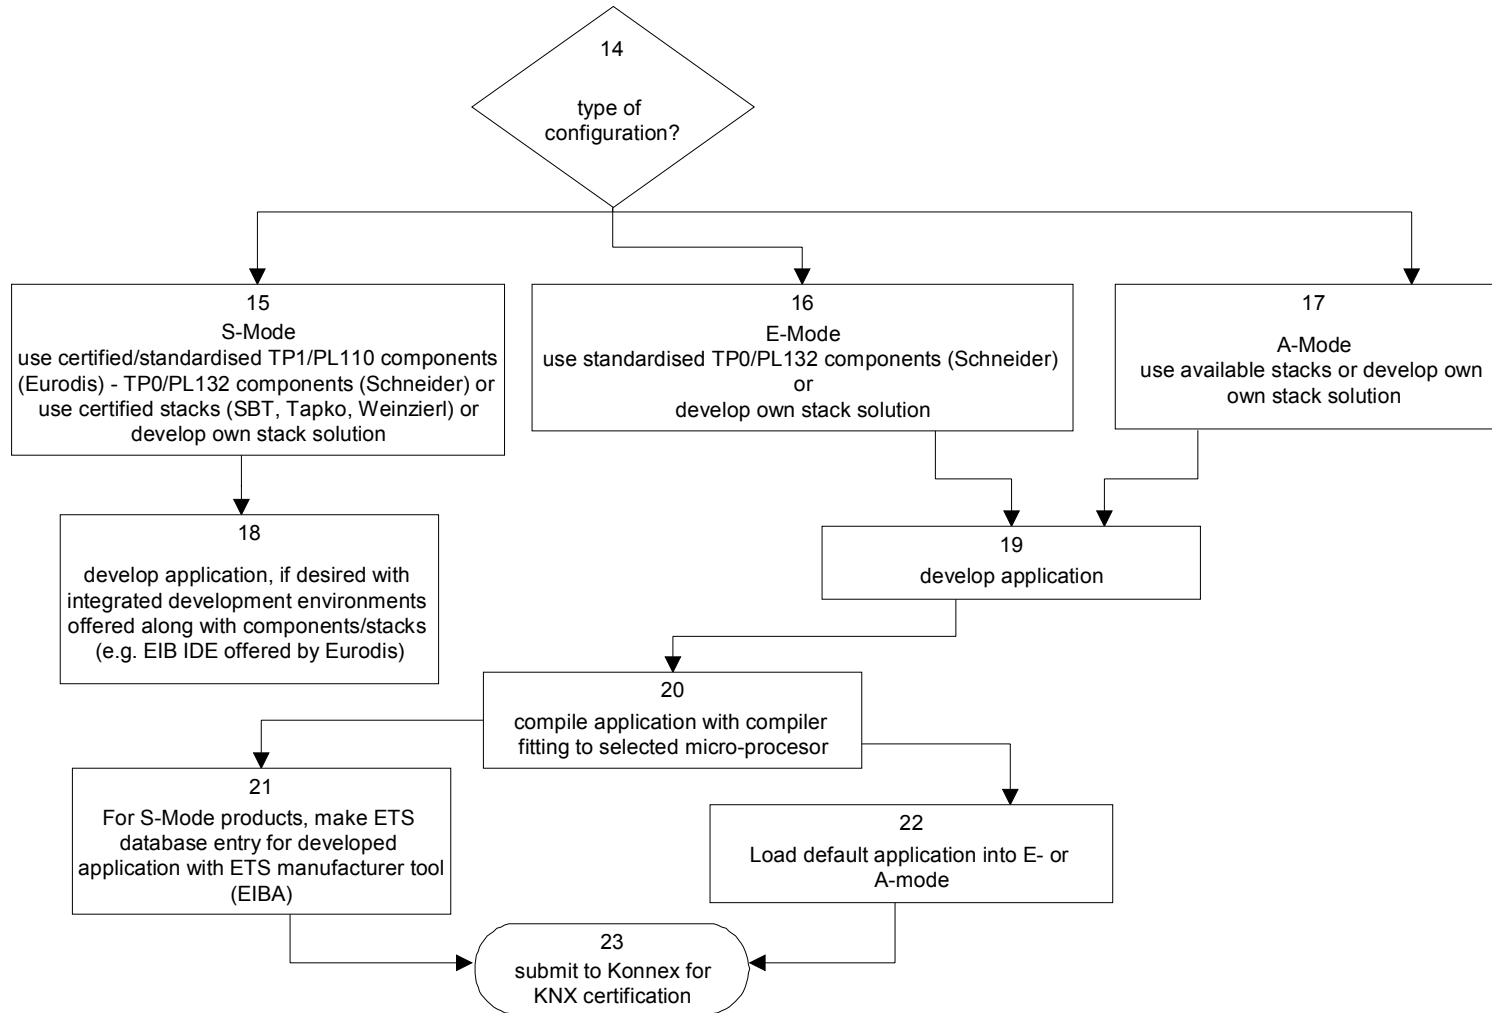 14
type of
configuration?
15
S-Mode
use certified/standardised TP1/PL110 components
(Eurodis) - TP0/PL132 components (Schneider) or
use certified stacks (SBT, Tapko, Weinzierl) or
develop own stack solution
16
E-Mode
use standardised TP0/PL132 components (Schneider)
or
develop own stack solution
17
A-Mode
use available stacks or develop own
own stack solution
18
develop application, if desired with
integrated development environments
offered along with components/stacks
(e.g. EIB IDE offered by Eurodis)
19
develop application
20
compile application with compiler
fitting to selected micro-procesor
21
For S-Mode products, make ETS
database entry for developed
application with ETS manufacturer tool
(EIBA)
22
Load default application into E- or
A-mode
23
submit to Konnex for
KNX certification